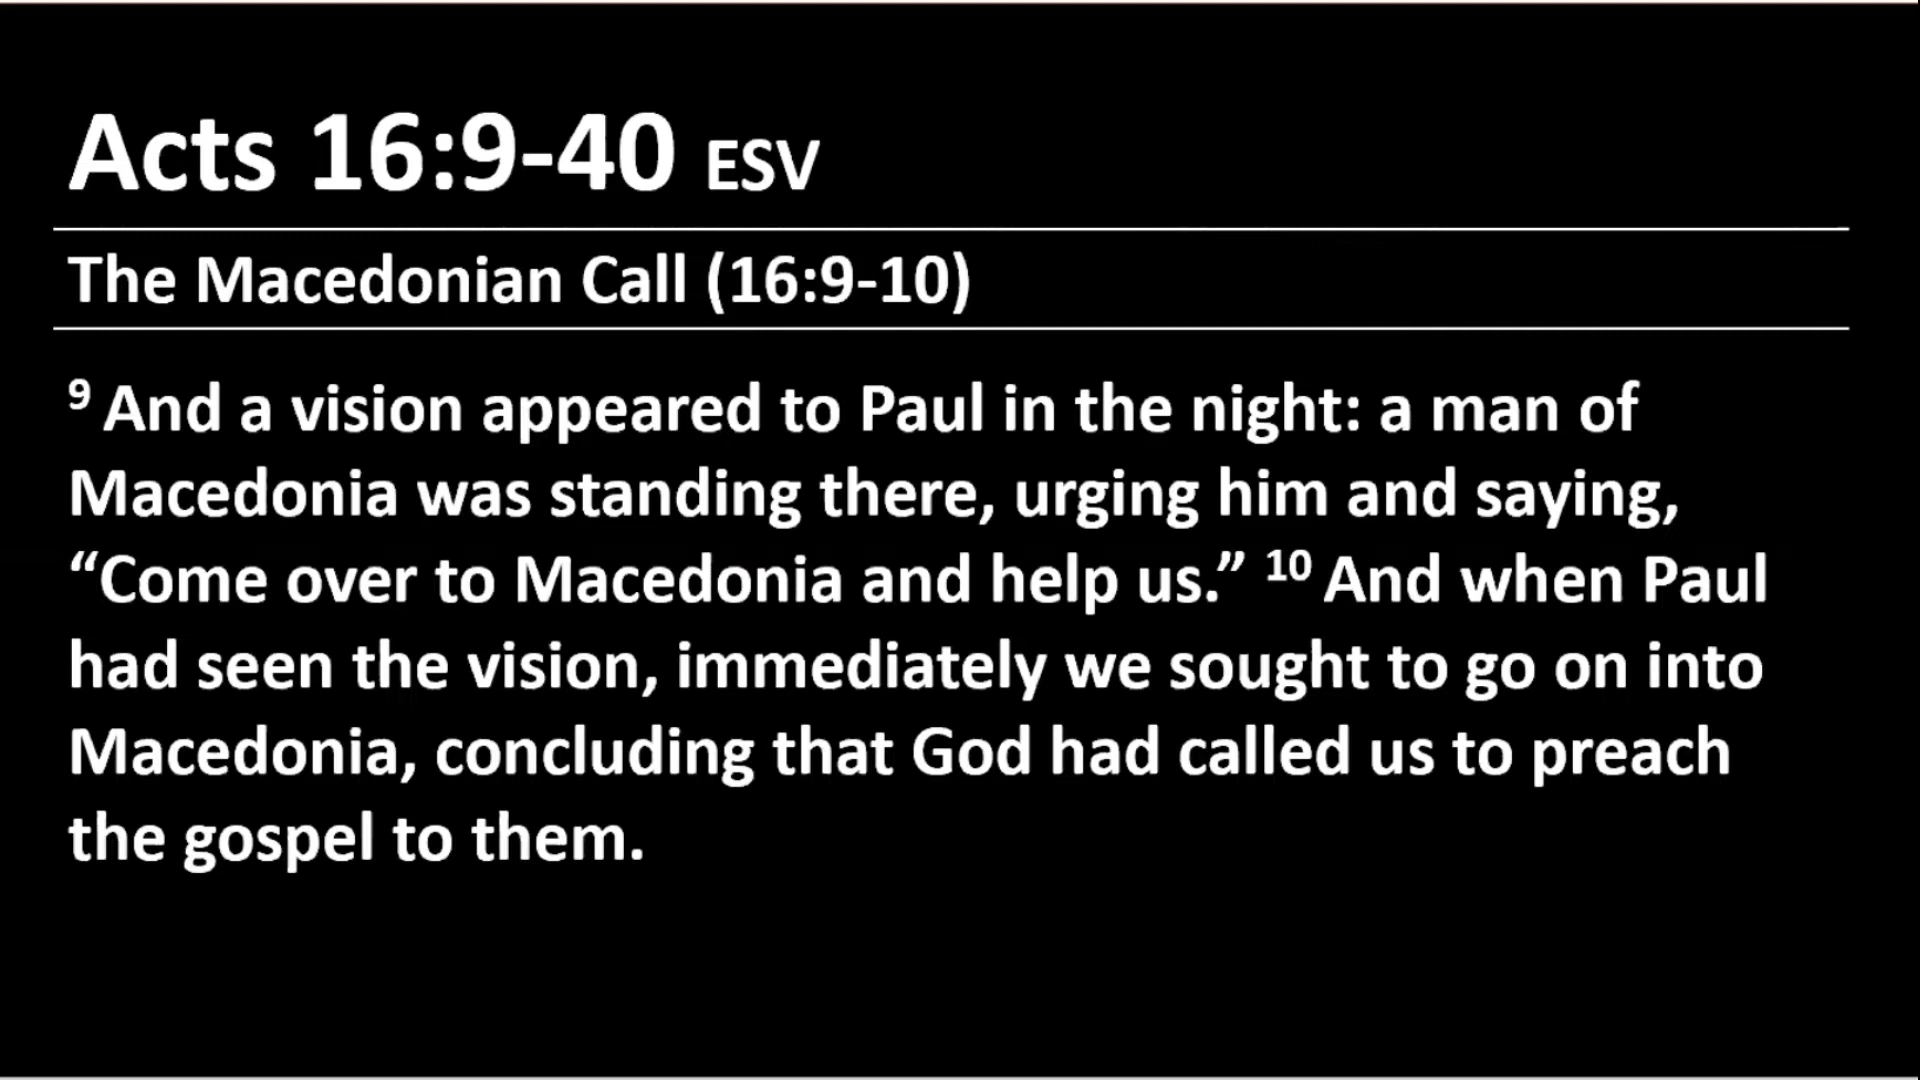 Acts 16:9-40 ESV
The Macedonian Call (16:9-10)
9 And a vision appeared to Paul in the night: a man of
Macedonia was standing there, urging him and saying,
“Come over to Macedonia and help us.” 10 And when Paul
had seen the vision, immediately we sought to go on into
Macedonia, concluding that God had called us to preach
the gospel to them.